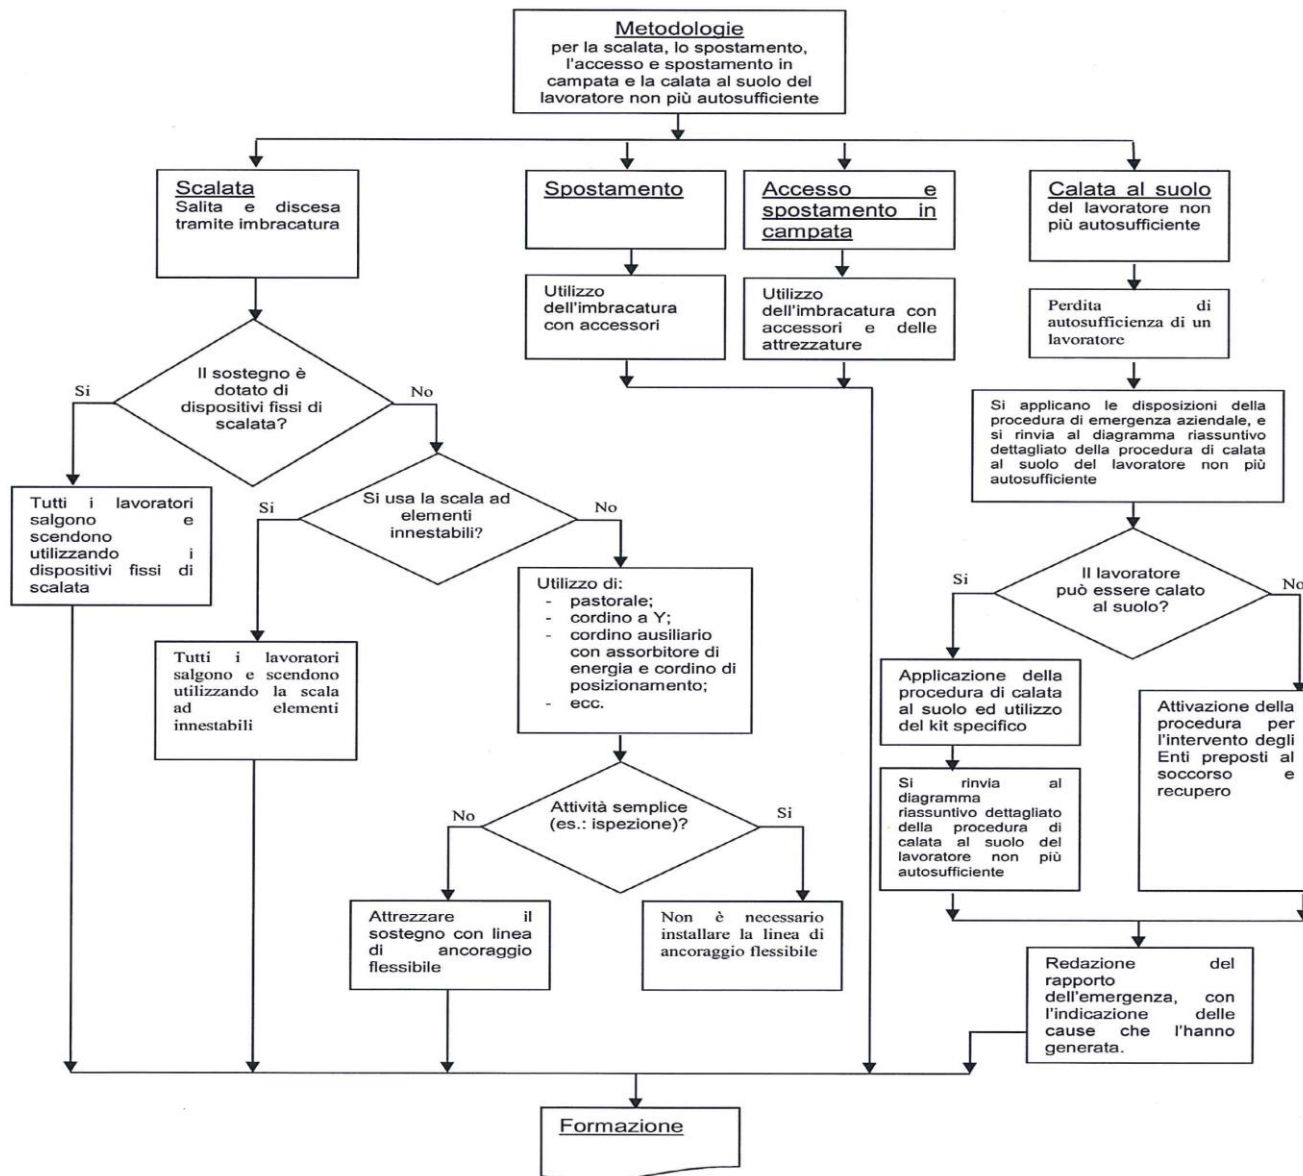 Metodologie
per la scalata, lo spostamento,
l'accesso e spostamento in
campata e la calata al suolo del
lavoratore non più autosufficiente
Scalata
Salita e discesa
tramite imbracatura
Spostamento
Accesso e
spostamento in
campata
Calata al suolo
del lavoratore non
più autosufficiente
Utilizzo
dell'imbracatura
con accessori
Utilizzo
dell'imbracatura con
accessori e delle
attrezzature
Perdita di
autosufficienza di un
lavoratore
Il sostegno è
dotato di
dispositivi fissi di
scalata?
Si
No
Si applicano le disposizioni della
procedura di emergenza aziendale, e
si rinvia al diagramma riassuntivo
dettagliato della procedura di calata
al suolo del lavoratore non più
autosufficiente
Tutti i lavoratori
salgono e
scendono
utilizzando i
dispositivi fissi di
scalata
Si usa la scala ad
elementi
innestabili?
Si
No
Il lavoratore
può essere calato
al suolo?
Si
No
Utilizzo di:
- pastorale;
- cordino a Y;
- cordino ausiliario
con assorbitore di
energia e cordino di
posizionamento;
- ecc.
Tutti i lavoratori
salgono e scendono
utilizzando la scala
ad elementi
innestabili
Applicazione della
procedura di calata
al suolo ed utilizzo
del kit specifico
Attivazione della
procedura per
l'intervento degli
Enti preposti al
soccorso e
recupero
Attività semplice
(es.: ispezione)?
No
Si
Si rinvia al
diagramma
riassuntivo dettagliato
della procedura di
calata al suolo del
lavoratore non più
autosufficiente
Attrezzare il
sostegno con linea
di ancoraggio
flessibile
Non è necessario
installare la linea di
ancoraggio flessibile
Redazione del
rapporto
dell'emergenza, con
l'indicazione delle
cause che l'hanno
generata.
Formazione